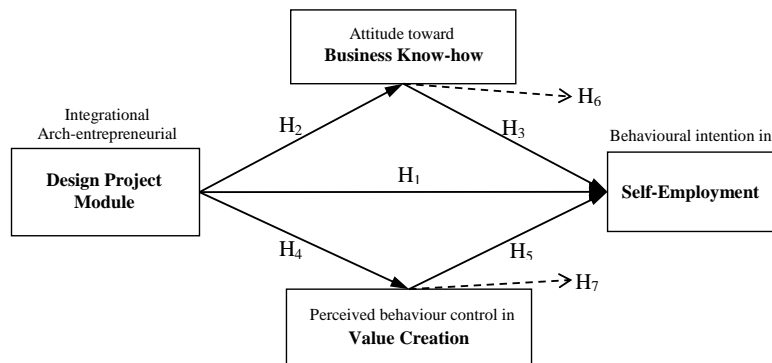 Attitude toward
Business Know-how
H₆
Integrational
Arch-entrepreneurial
H₂
H₃
Behavioural intention in
Design Project
Module
H₁
Self-Employment
H₄
H₅
H₇
Perceived behaviour control in
Value Creation